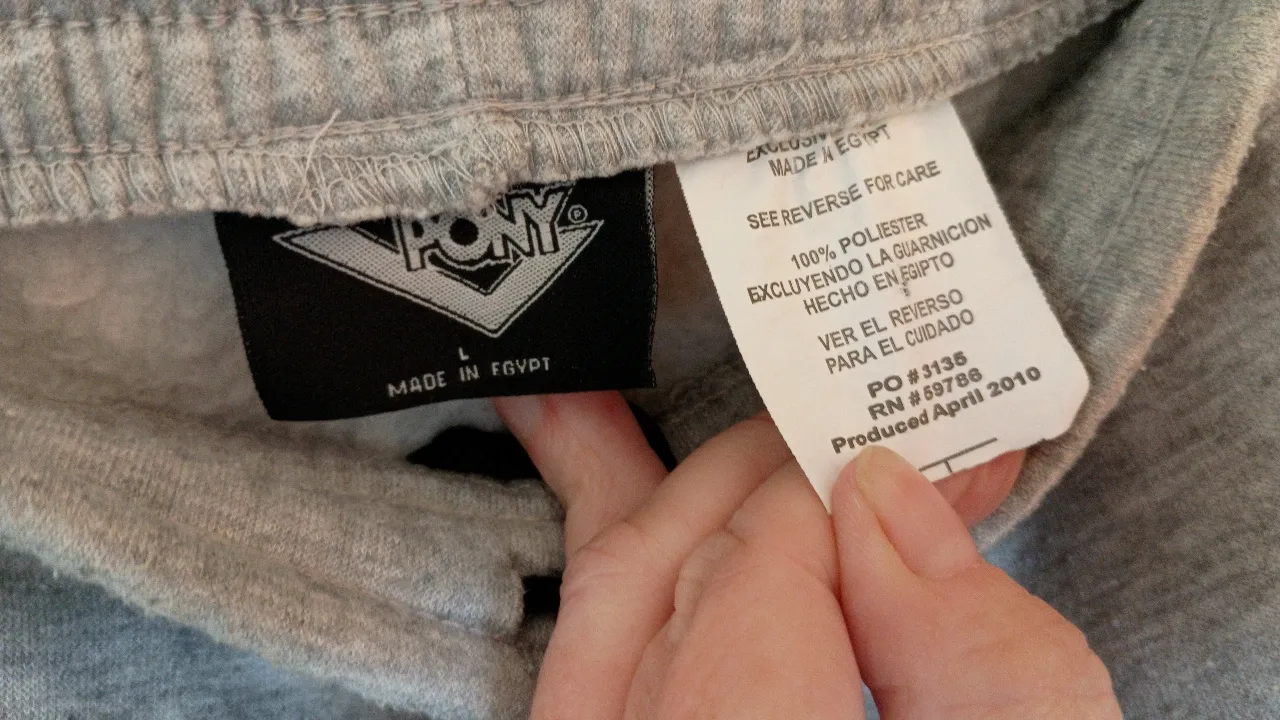 PONY
L
MADE IN EGYPT
MADE IN EGYPT
SEE REVERSE FOR CARE
100% POLIESTER
EXCLUYENDO LA GUARNICION
HECHO EN EGIPTO
VER EL REVERSO
PARA EL CUIDADO
PO #3135
RN #59788
Produced April 2010